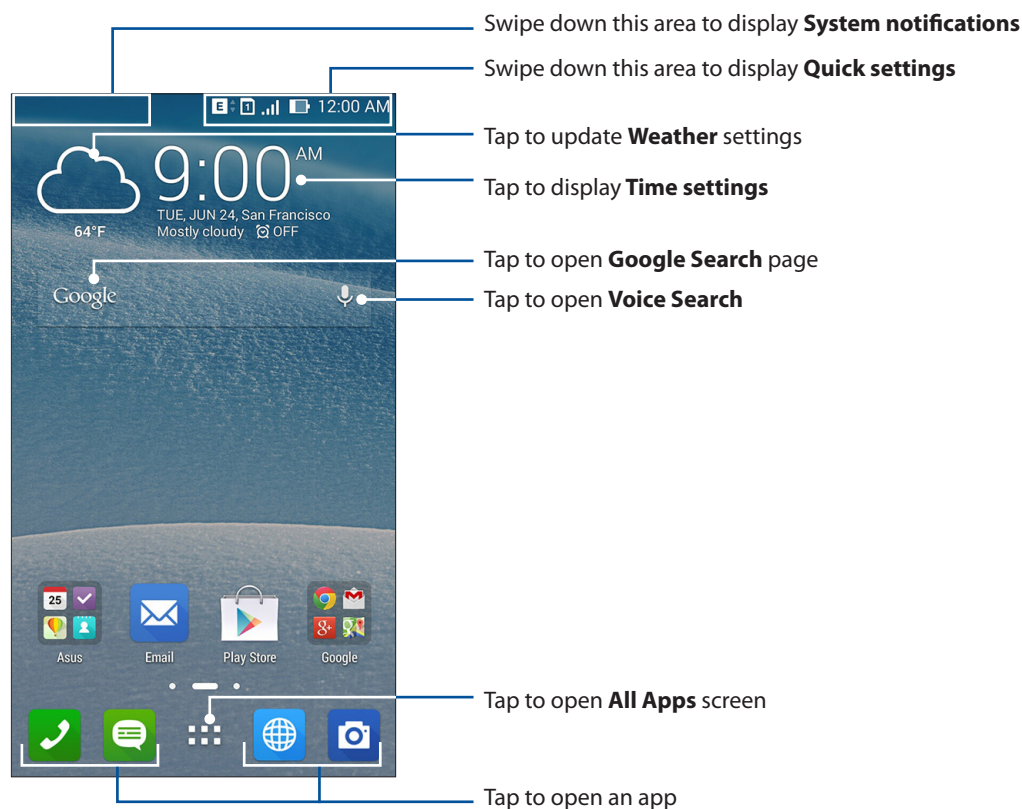 Swipe down this area to display System notifications
Swipe down this area to display Quick settings
E 1 12:00 AM
Tap to update Weather settings
9:00 AM
Tap to display Time settings
TUE, JUN 24, San Francisco
64°F Mostly cloudy OFF
Tap to open Google Search page
Google
Tap to open Voice Search
25
8+
Asus Email Play Store Google
Tap to open All Apps screen
Tap to open an app